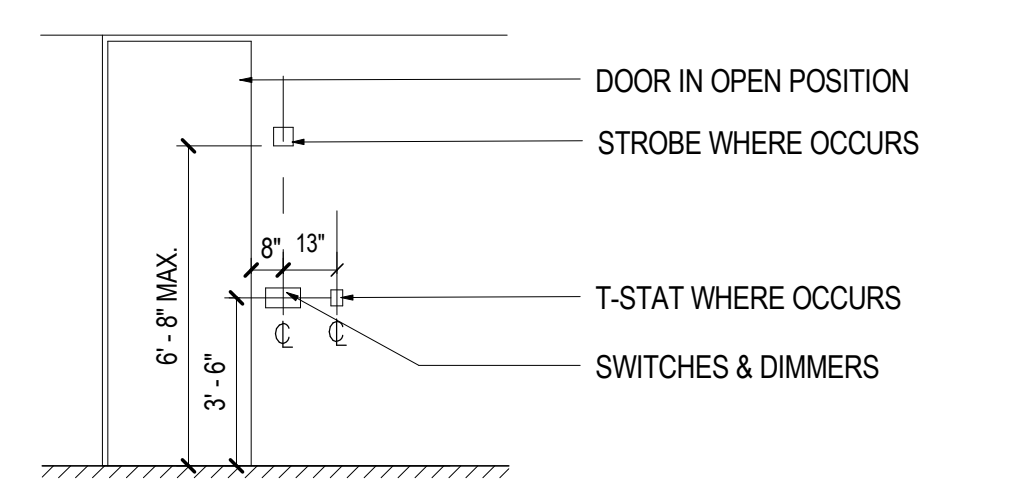 DOOR IN OPEN POSITION
STROBE WHERE OCCURS
8" 13"
6' - 8" MAX.
T-STAT WHERE OCCURS
3' - 6"
℄ ℄
SWITCHES & DIMMERS